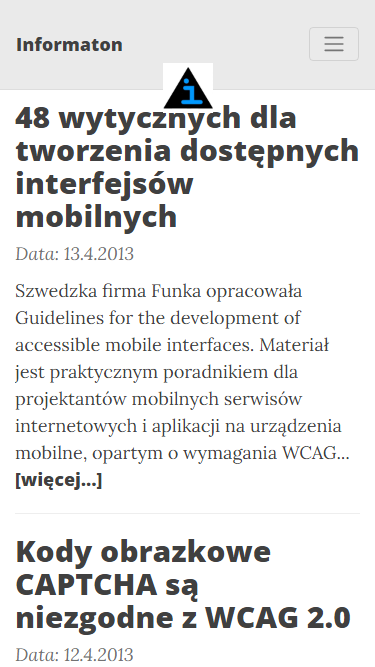 Informaton
i
48 wytycznych dla
tworzenia dostępnych
interfejsów
mobilnych
Data: 13.4.2013
Szwedzka firma Funka opracowała
Guidelines for the development of
accessible mobile interfaces. Materiał
jest praktycznym poradnikiem dla
projektantów mobilnych serwisów
internetowych i aplikacji na urządzenia
mobilne, opartym o wymagania WCAG...
[więcej...]
Kody obrazkowe
CAPTCHA są
niezgodne z WCAG 2.0
Data: 12.4.2013